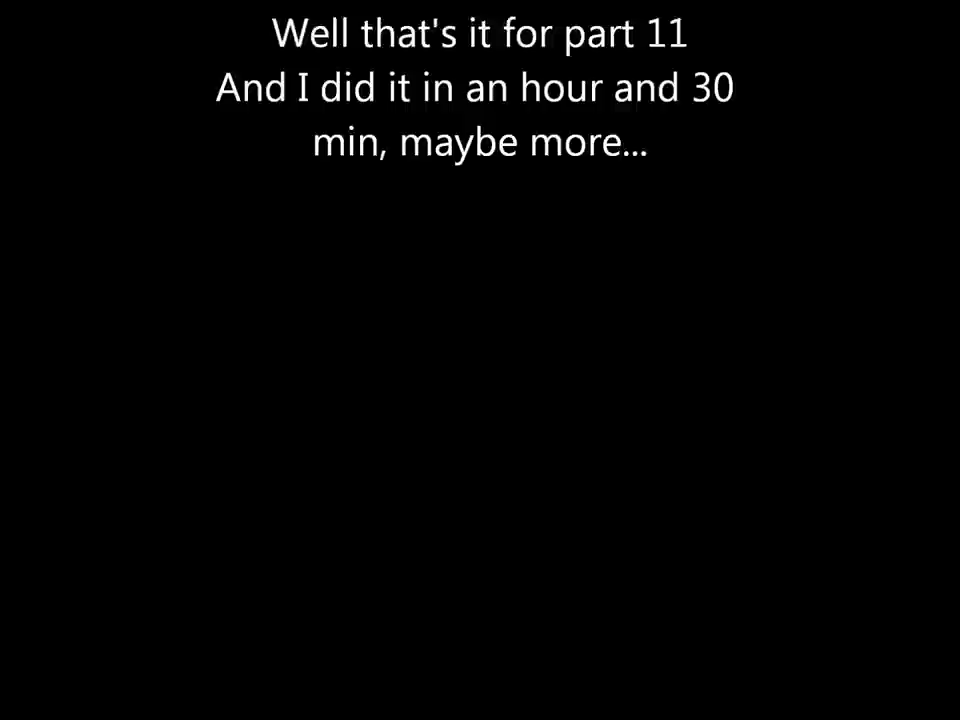 Well that's it for part 11
And I did it in an hour and 30
min, maybe more...